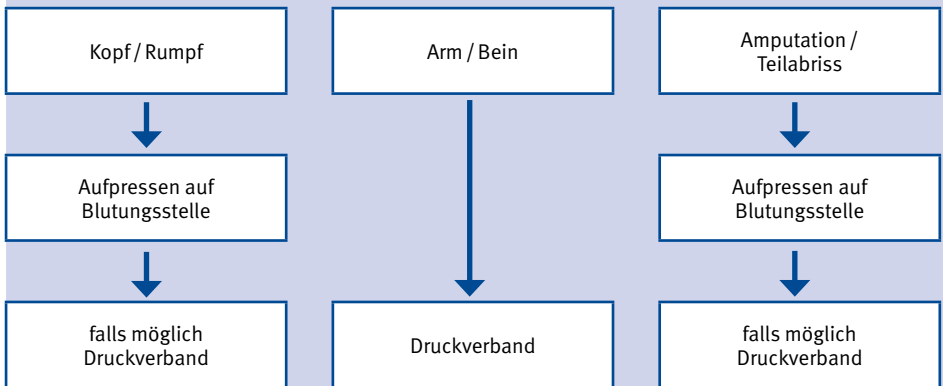 Kopf / Rumpf
Arm / Bein
Amputation /
Teilabriss
Aufpressen auf
Blutungsstelle
Aufpressen auf
Blutungsstelle
falls möglich
Druckverband
Druckverband
falls möglich
Druckverband